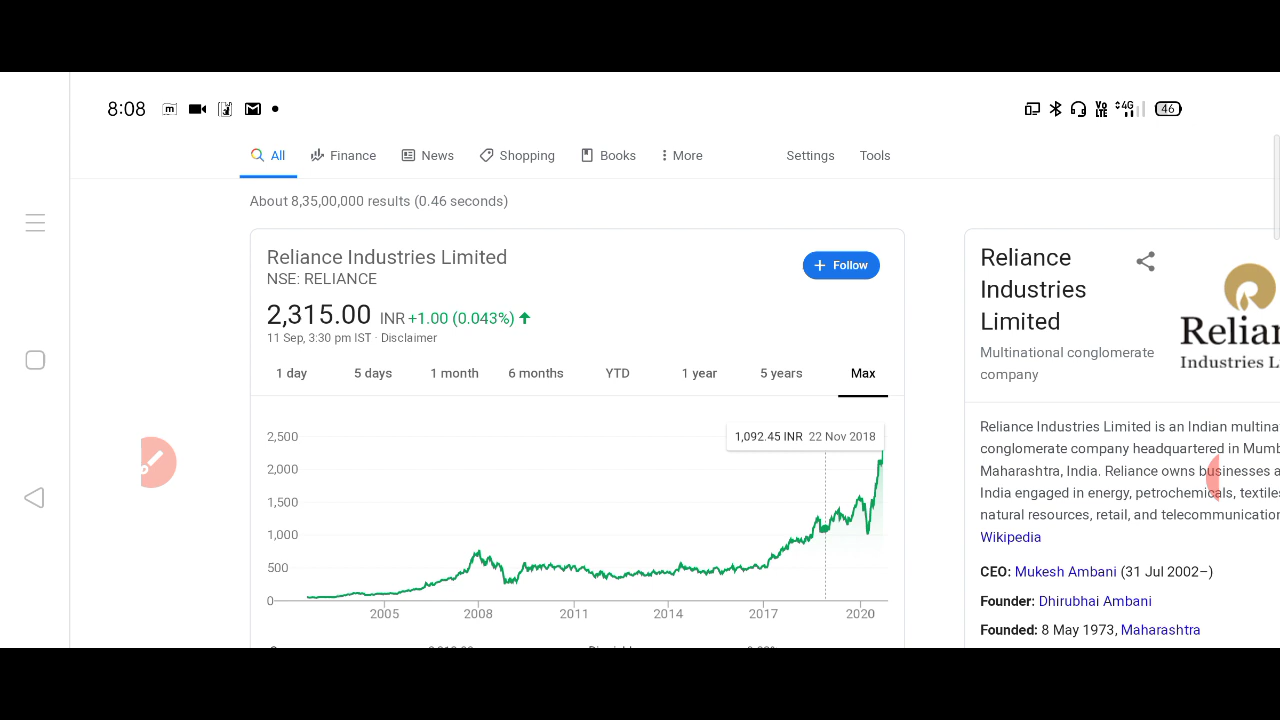 8:08
m
Vo
LTE
4G
46
All
Finance
News
Shopping
Books
More
Settings
Tools
About 8,35,00,000 results (0.46 seconds)
Reliance Industries Limited
NSE: RELIANCE
Follow
2,315.00 INR +1.00 (0.043%)
11 Sep, 3:30 pm IST · Disclaimer
1 day
5 days
1 month
6 months
YTD
1 year
5 years
Max
1,092.45 INR 22 Nov 2018
2,500
2,000
1,500
1,000
500
0
2005
2008
2011
2014
2017
2020
Reliance
Industries
Limited
Multinational conglomerate
company
Relian
Industries L
Reliance Industries Limited is an Indian multina
conglomerate company headquartered in Mumb
Maharashtra, India. Reliance owns businesses a
India engaged in energy, petrochemicals, textiles
natural resources, retail, and telecommunication
Wikipedia
CEO: Mukesh Ambani (31 Jul 2002–)
Founder: Dhirubhai Ambani
Founded: 8 May 1973, Maharashtra